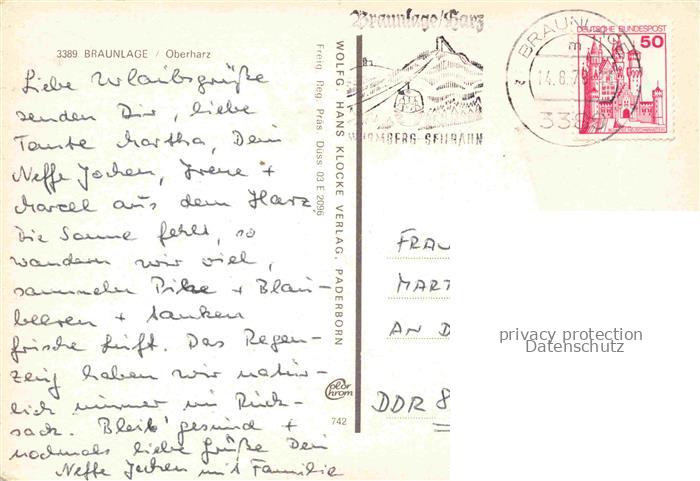 3389 BRAUNLAGE / Oberharz
Liebe Urlaubsgrüße
senden Dir, liebe
Tante Martha, Dein
Neffe Jochen, Irene +
Marcel aus dem Harz.
Die Sonne fehlt, so
wandern wir viel,
sammeln Pilze + Blau-
beeren + tanken
frische Luft. Das Regen-
zeug haben wir natür-
lich immer im Ruck-
sack. Bleib' gesund +
nochmals liebe Grüße Dein
Neffe Jochen mit Familie
WOLFG. HANS KLOCKE VERLAG, PADERBORN
Freig. Reg. Präs. Düss. 03 E 2096
color chrom
742
Braunlage/Harz
WURMBERG-SEILBAHN
BRAUNLAGE
m
14.8.79
3389
DEUTSCHE BUNDESPOST
50
FRAU
MART
AN D
DDR 8
privacy protection
Datenschutz